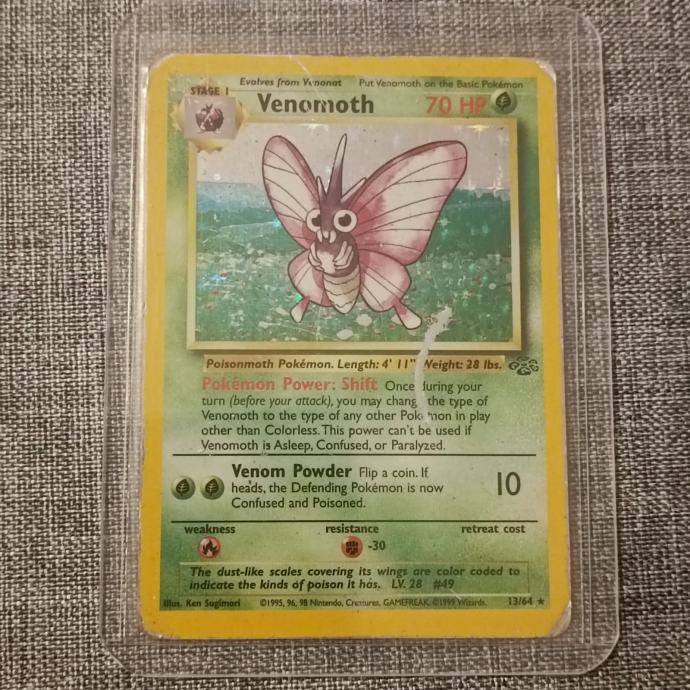 Evolves from Venonat Put Venomoth on the Basic Pokémon
STAGE 1
Venomoth 70 HP
Poisonmoth Pokémon. Length: 4' 11" Weight: 28 lbs.
Pokémon Power: Shift Once during your
turn (before your attack), you may change the type of
Venomoth to the type of any other Pokémon in play
other than Colorless. This power can't be used if
Venomoth is Asleep, Confused, or Paralyzed.
Venom Powder Flip a coin. If
heads, the Defending Pokémon is now
Confused and Poisoned.
10
weakness resistance retreat cost
-30
The dust-like scales covering its wings are color coded to
indicate the kinds of poison it has. LV. 28 #49
Illus. Ken Sugimori ©1995, 96, 98 Nintendo, Creatures, GAMEFREAK. ©1999 Wizards. 13/64 ★